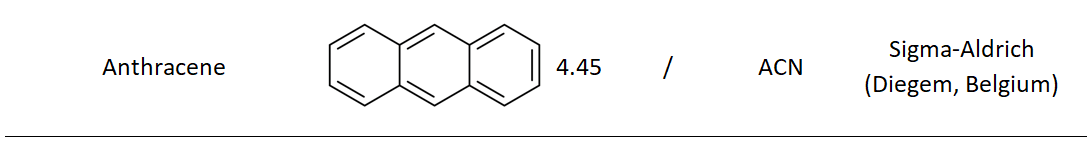 Anthracene 4.45 / ACN Sigma-Aldrich
(Diegem, Belgium)